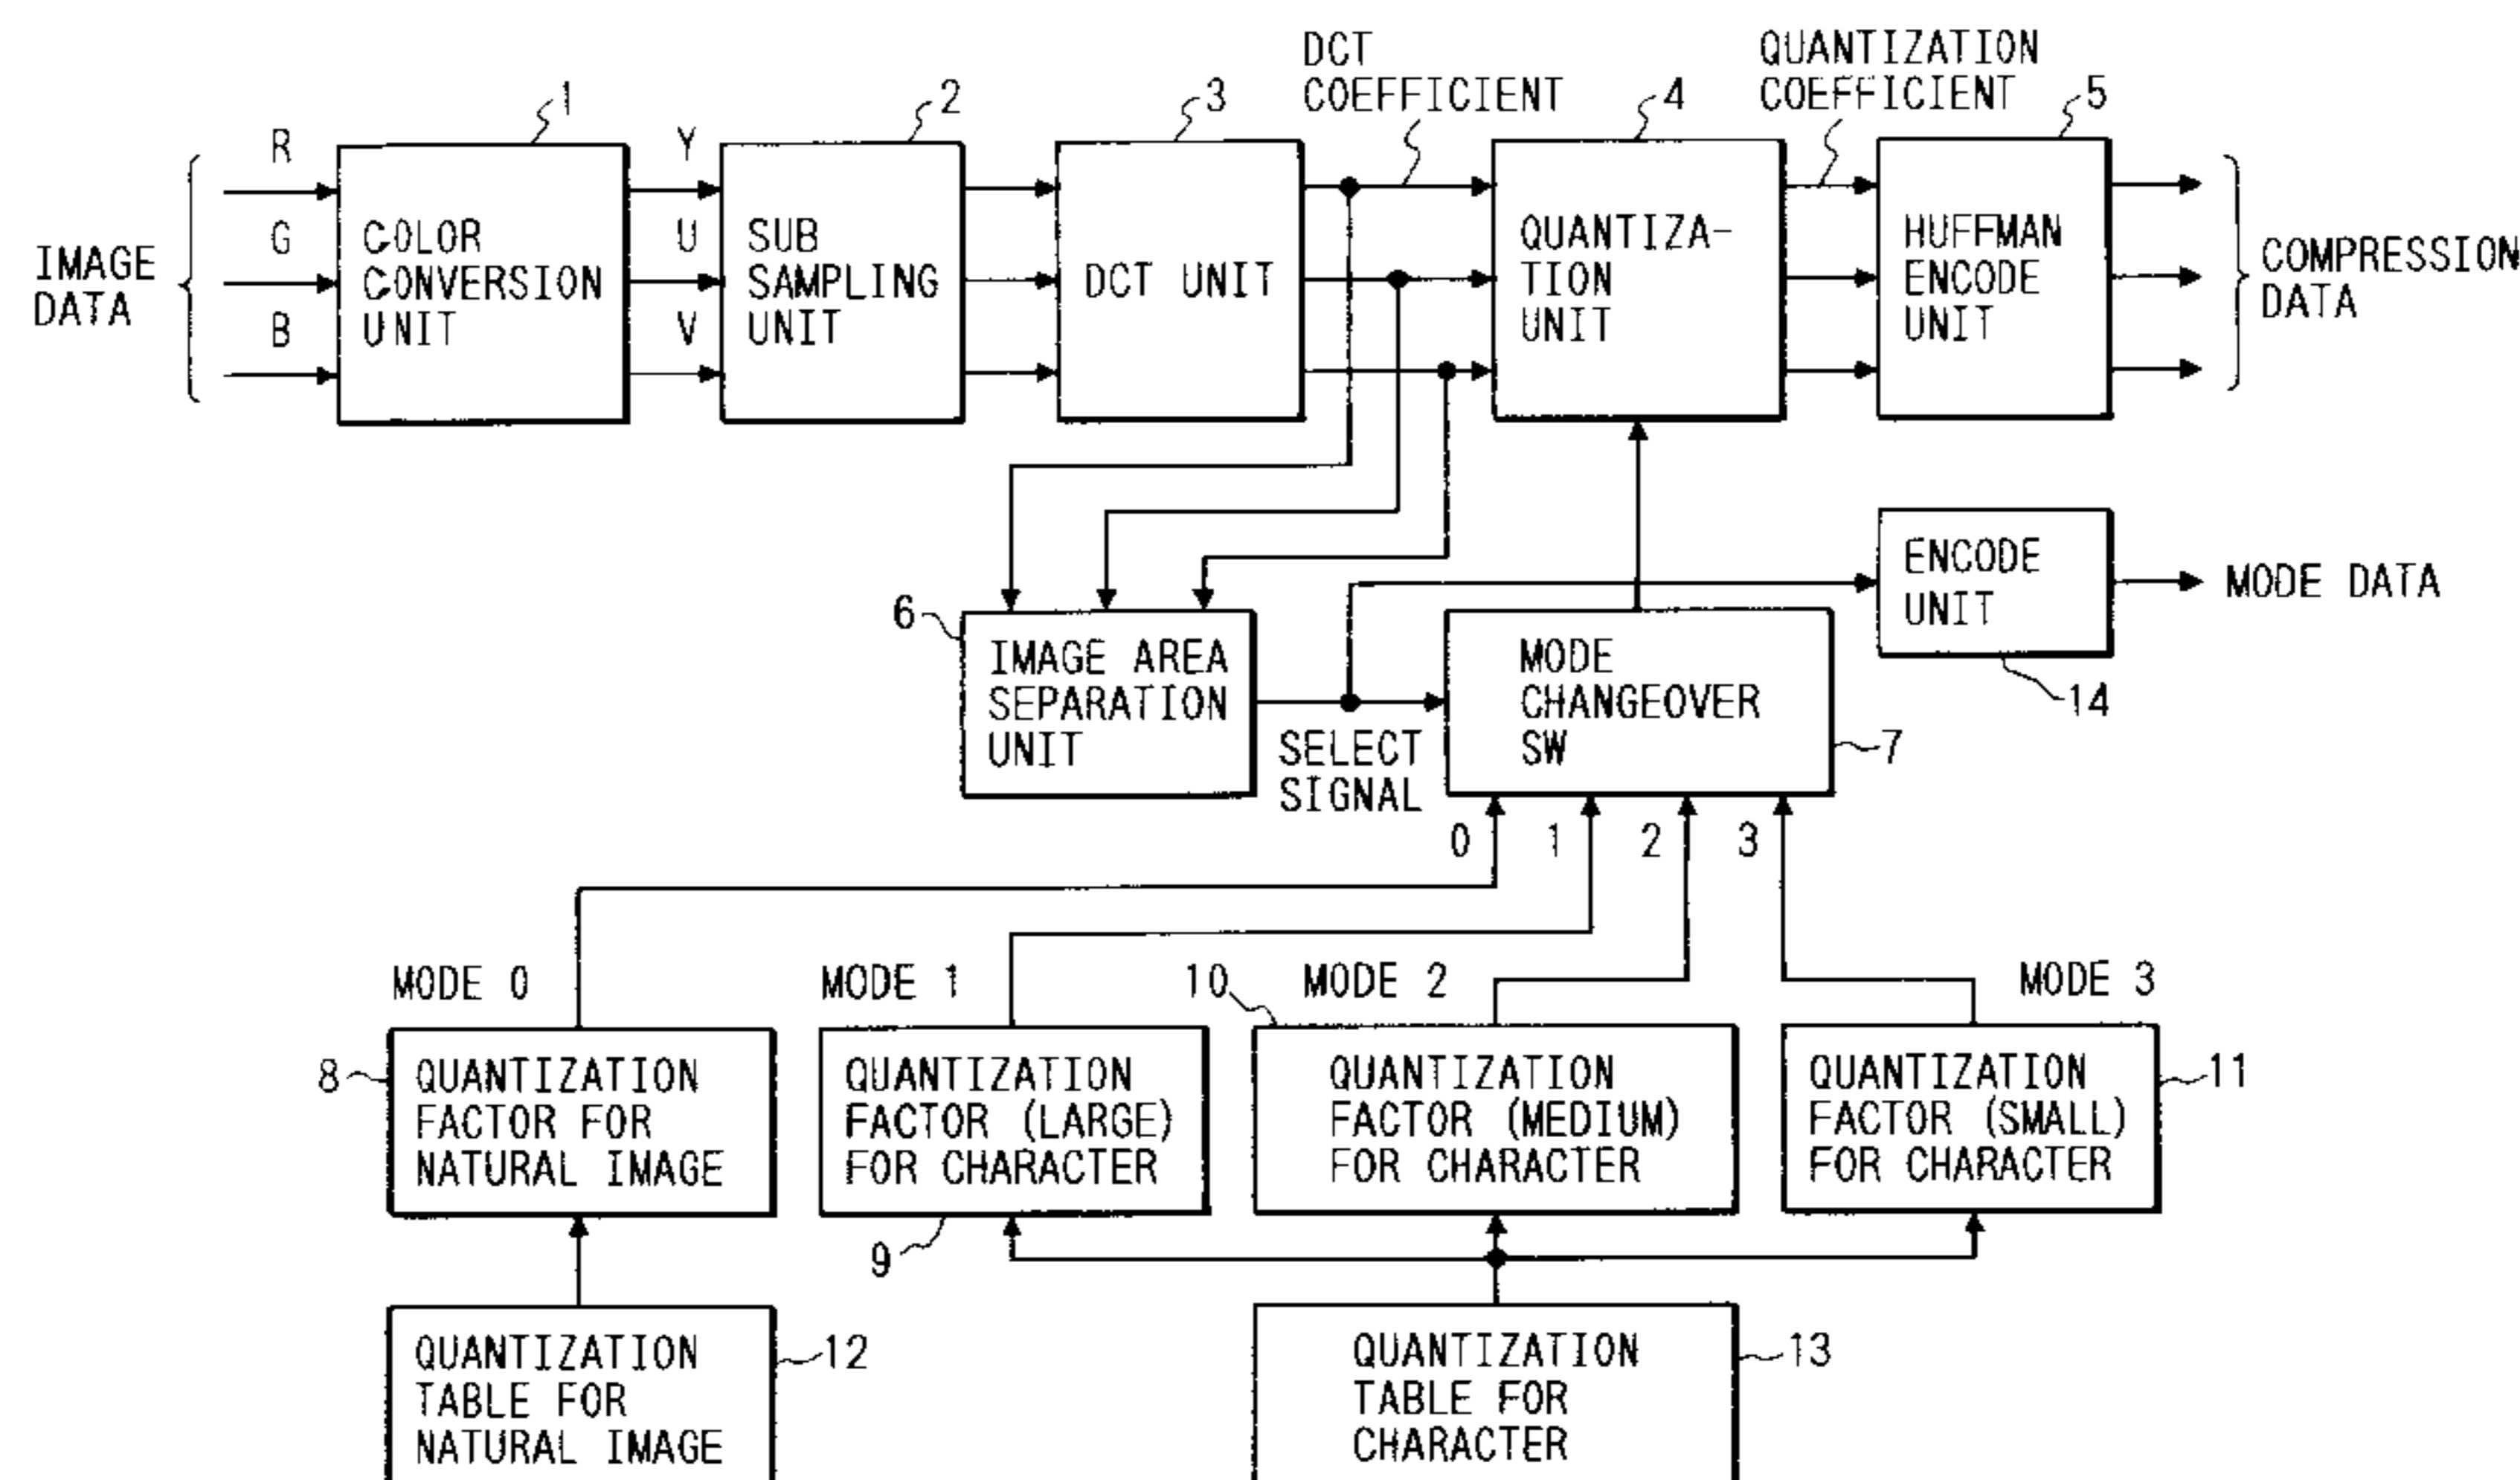 DCT
COEFFICIENT
QUANTIZATION
COEFFICIENT
1
2
3
4
5
IMAGE
DATA
R
G
B
COLOR
CONVERSION
UNIT
Y
U
V
SUB
SAMPLING
UNIT
DCT UNIT
QUANTIZA-
TION
UNIT
HUFFMAN
ENCODE
UNIT
COMPRESSION
DATA
ENCODE
UNIT
MODE DATA
14
6
IMAGE AREA
SEPARATION
UNIT
SELECT
SIGNAL
MODE
CHANGEOVER
SW
7
0
1
2
3
MODE 0
MODE 1
10
MODE 2
MODE 3
8
QUANTIZATION
FACTOR FOR
NATURAL IMAGE
QUANTIZATION
FACTOR (LARGE)
FOR CHARACTER
9
QUANTIZATION
FACTOR (MEDIUM)
FOR CHARACTER
QUANTIZATION
FACTOR (SMALL)
FOR CHARACTER
11
QUANTIZATION
TABLE FOR
NATURAL IMAGE
12
QUANTIZATION
TABLE FOR
CHARACTER
13